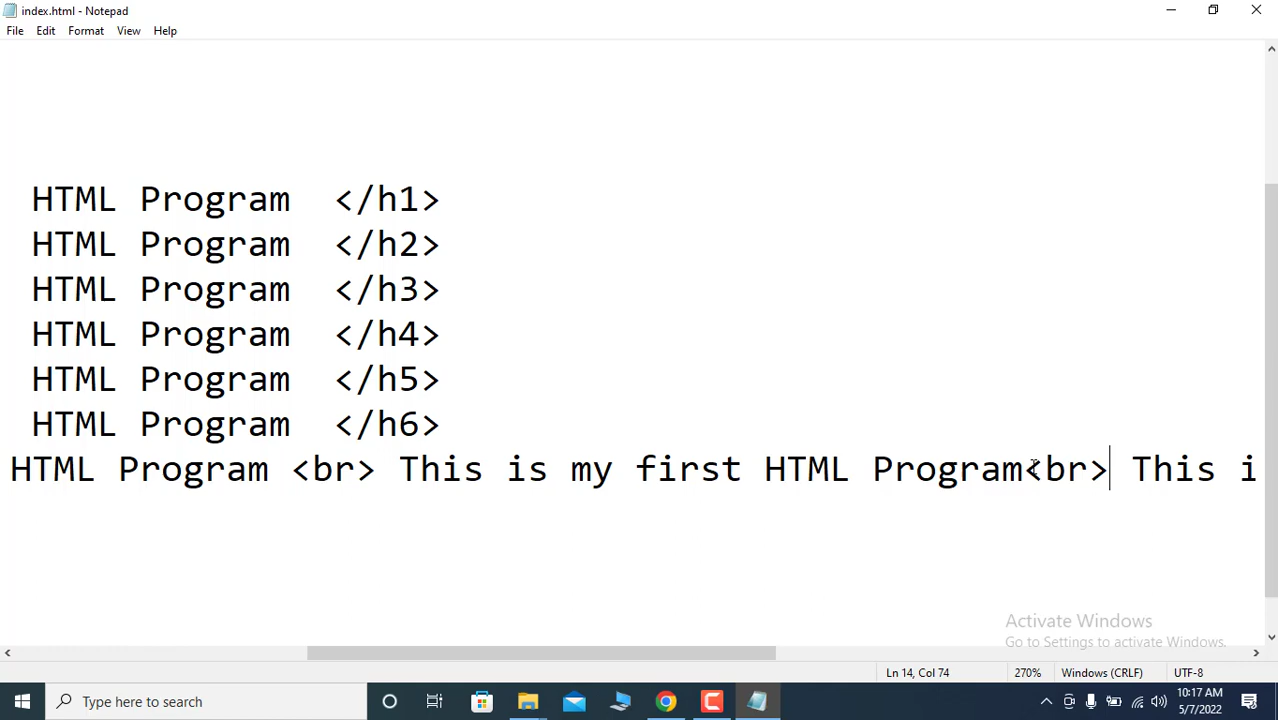 index.html - Notepad
File Edit Format View Help
HTML Program </h1>
HTML Program </h2>
HTML Program </h3>
HTML Program </h4>
HTML Program </h5>
HTML Program </h6>
HTML Program <br> This is my first HTML Program<br> This i
Activate Windows
Go to Settings to activate Windows.
Ln 14, Col 74 270% Windows (CRLF) UTF-8
Type here to search
10:17 AM
5/7/2022